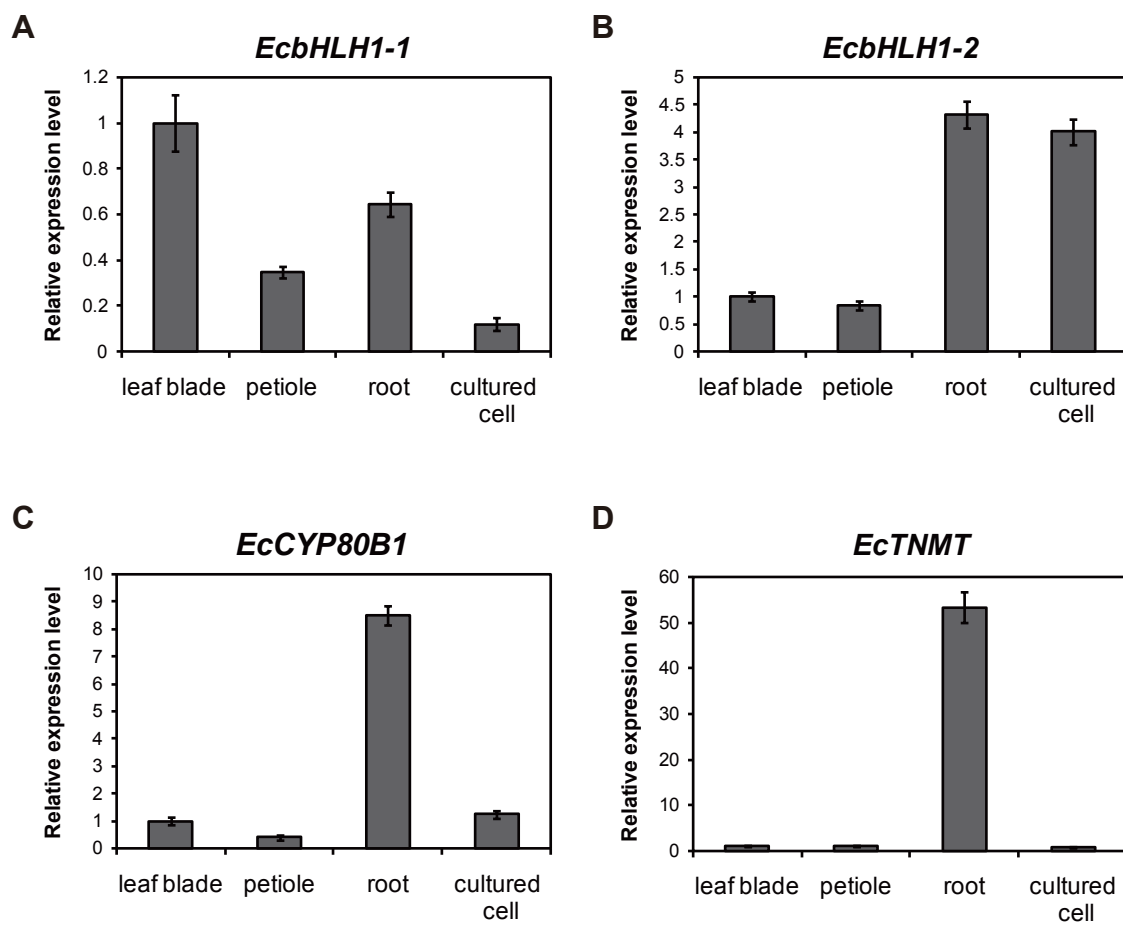 A
EcbHLH1-1
Relative expression level
1.2
1
0.8
0.6
0.4
0.2
0
leaf blade petiole root cultured
cell
B
EcbHLH1-2
Relative expression level
5
4.5
4
3.5
3
2.5
2
1.5
1
0.5
0
leaf blade petiole root cultured
cell
C
EcCYP80B1
Relative expression level
10
9
8
7
6
5
4
3
2
1
0
leaf blade petiole root cultured
cell
D
EcTNMT
Relative expression level
60
50
40
30
20
10
0
leaf blade petiole root cultured
cell